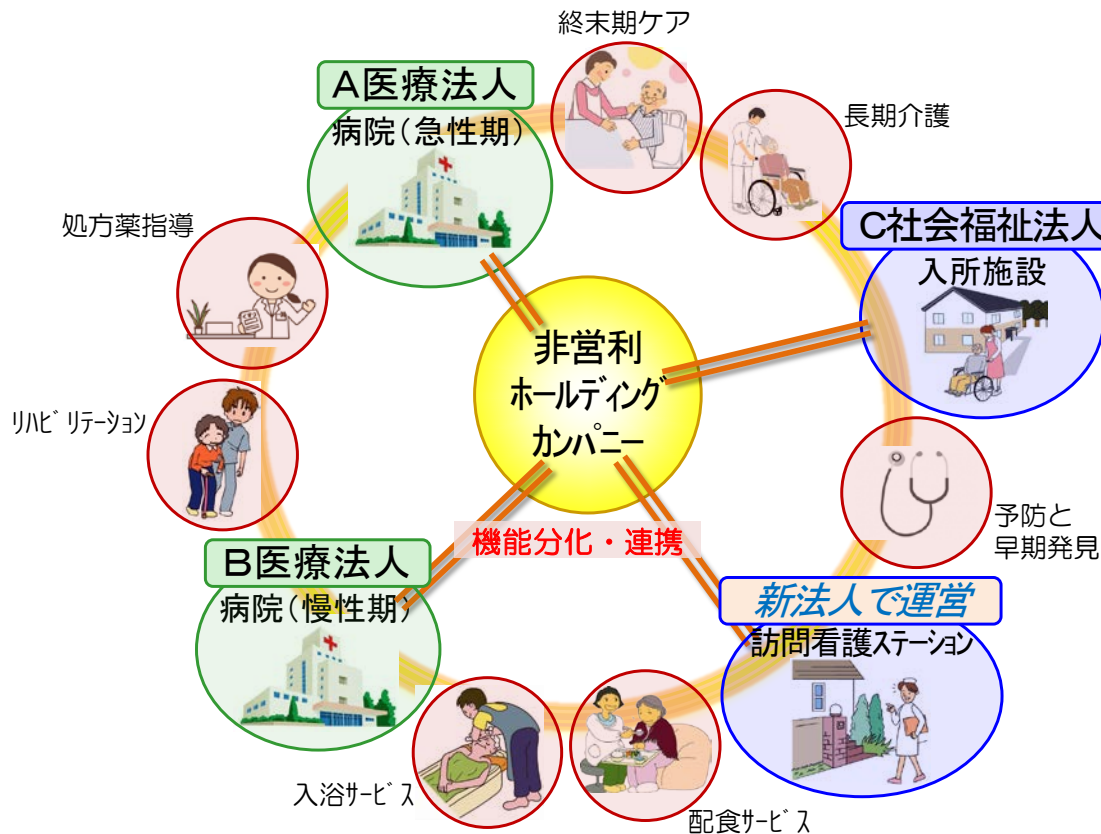 終末期ケア
A医療法人
病院(急性期)
長期介護
処方薬指導
C社会福祉法人
入所施設
非営利
ホールディング
カンパニー
リハビリテーション
予防と
早期発見
機能分化・連携
B医療法人
病院(慢性期)
新法人で運営
訪問看護ステーション
入浴サービス
配食サービス